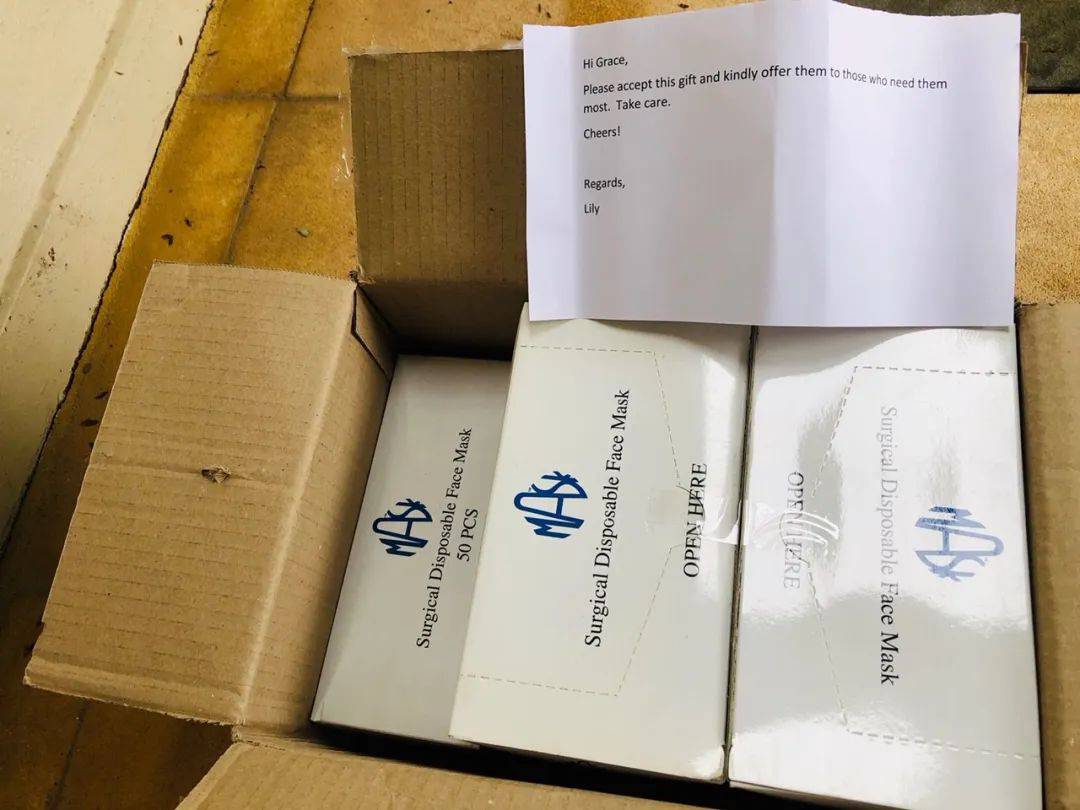 Hi Grace,
Please accept this gift and kindly offer them to those who need them
most. Take care.
Cheers!
Regards,
Lily
Surgical Disposable Face Mask
50 PCS
Surgical Disposable Face Mask
OPEN HERE
OPEN HERE
Surgical Disposable Face Mask